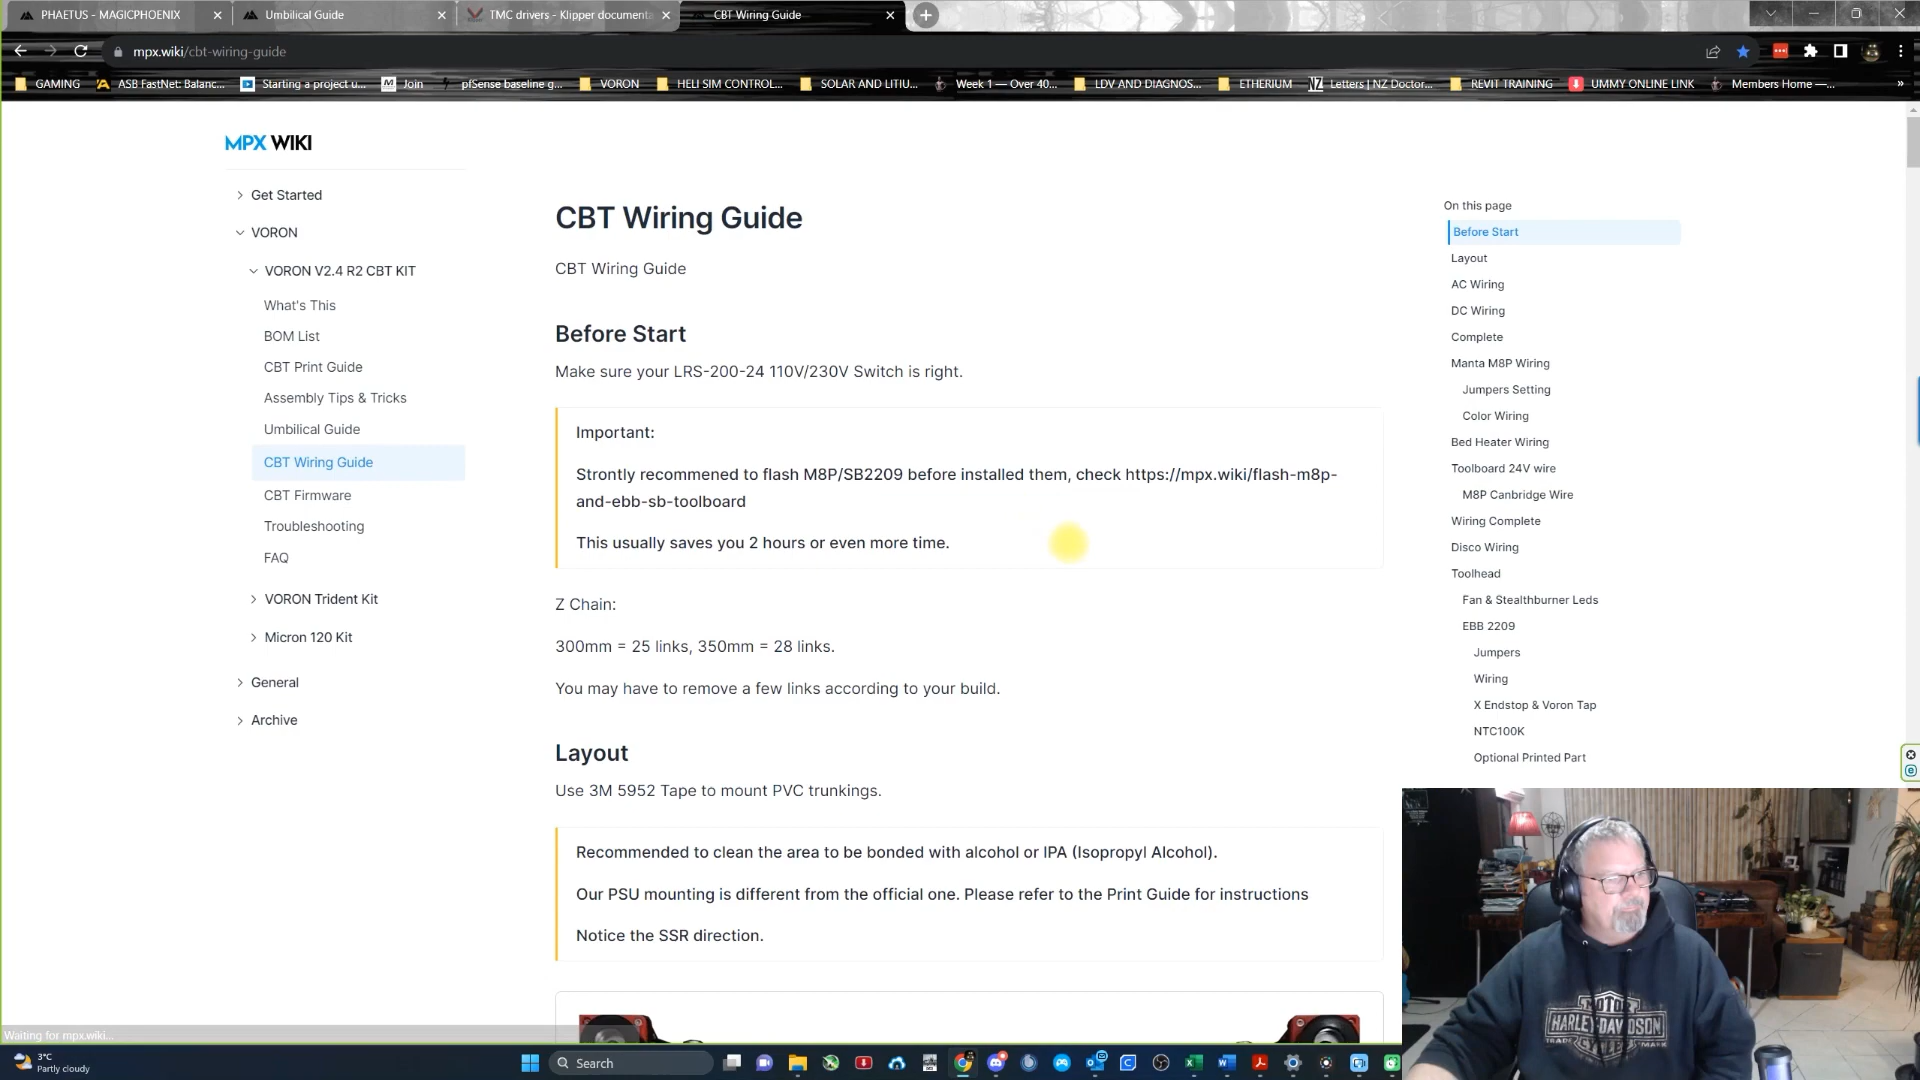 PHAETUS - MAGICPHOENIX
Umbilical Guide
TMC drivers - Klipper documenta
CBT Wiring Guide
mpx.wiki/cbt-wiring-guide
GAMING
ASB FastNet: Balanc...
Starting a project u...
Join
pfSense baseline g...
VORON
HELI SIM CONTROL...
SOLAR AND LITIU...
Week 1 — Over 40...
LDV AND DIAGNOS...
ETHERIUM
Letters | NZ Doctor...
REVIT TRAINING
UMMY ONLINE LINK
Members Home —...
»
MPX WIKI
Get Started
VORON
VORON V2.4 R2 CBT KIT
What's This
BOM List
CBT Print Guide
Assembly Tips & Tricks
Umbilical Guide
CBT Wiring Guide
CBT Firmware
Troubleshooting
FAQ
VORON Trident Kit
Micron 120 Kit
General
Archive
CBT Wiring Guide
CBT Wiring Guide
Before Start
Make sure your LRS-200-24 110V/230V Switch is right.
Important:
Strontly recommened to flash M8P/SB2209 before installed them, check https://mpx.wiki/flash-m8p-
and-ebb-sb-toolboard
This usually saves you 2 hours or even more time.
Z Chain:
300mm = 25 links, 350mm = 28 links.
You may have to remove a few links according to your build.
Layout
Use 3M 5952 Tape to mount PVC trunkings.
Recommended to clean the area to be bonded with alcohol or IPA (Isopropyl Alcohol).
Our PSU mounting is different from the official one. Please refer to the Print Guide for instructions
Notice the SSR direction.
On this page
Before Start
Layout
AC Wiring
DC Wiring
Complete
Manta M8P Wiring
Jumpers Setting
Color Wiring
Bed Heater Wiring
Toolboard 24V wire
M8P Canbridge Wire
Wiring Complete
Disco Wiring
Toolhead
Fan & Stealthburner Leds
EBB 2209
Jumpers
Wiring
X Endstop & Voron Tap
NTC100K
Optional Printed Part
MOTOR
HARLEY-DAVIDSON
Waiting for mpx.wiki...
3°C
Partly cloudy
Search